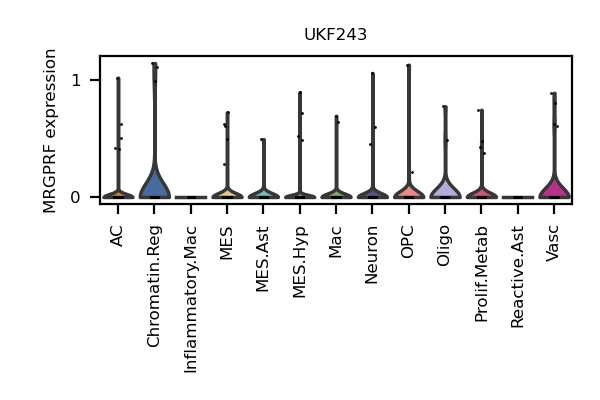 UKF243
MRGPRF expression
1
0
AC
Chromatin.Reg
Inflammatory.Mac
MES
MES.Ast
MES.Hyp
Mac
Neuron
OPC
Oligo
Prolif.Metab
Reactive.Ast
Vasc